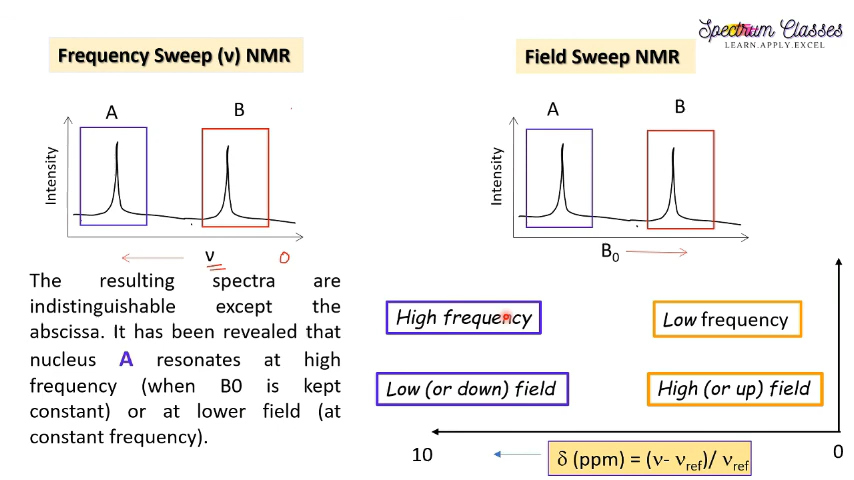 Spectrum Classes
LEARN.APPLY.EXCEL
Frequency Sweep (ν) NMR
Field Sweep NMR
A
B
Intensity
ν
0
A
B
Intensity
B0
The resulting spectra are
indistinguishable except the
abscissa. It has been revealed that
nucleus A resonates at high
frequency (when B0 is kept
constant) or at lower field (at
constant frequency).
High frequency
Low frequency
Low (or down) field
High (or up) field
10
δ (ppm) = (ν- νref)/ νref
0